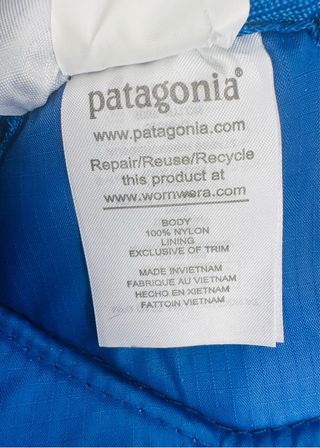 patagonia®
www.patagonia.com
Repair/Reuse/Recycle
this product at
www.wornwera.com
BODY
100% NYLON
LINING
EXCLUSIVE OF TRIM
MADE INVIETNAM
FABRIQUE AU VIETNAM
HECHO EN XIETNAM
FATTOIN VIETNAM